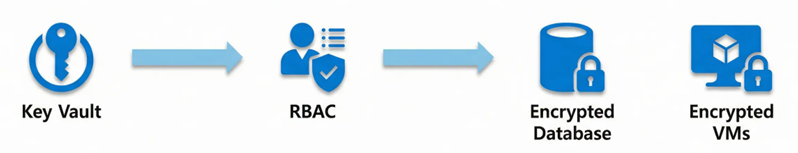 Key Vault
RBAC
Encrypted
Database
Encrypted
VMs